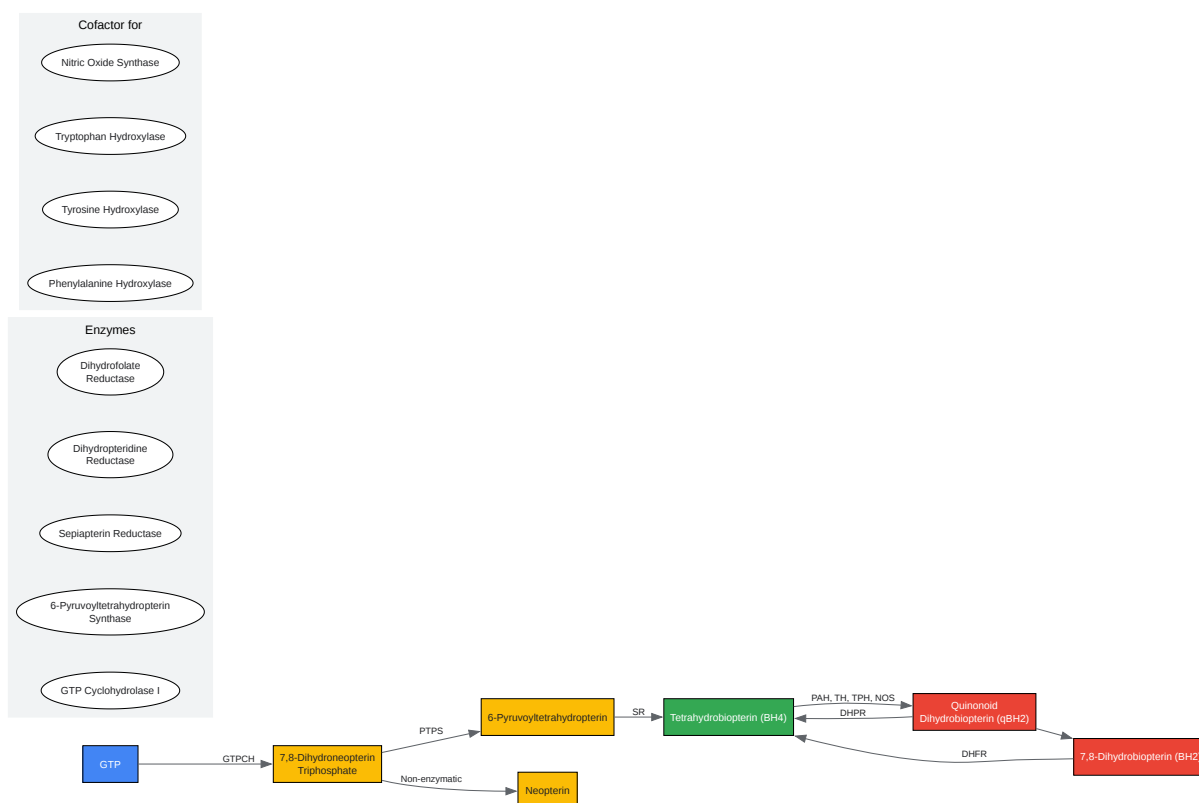 Cofactor for
Nitric Oxide Synthase
Tryptophan Hydroxylase
Tyrosine Hydroxylase
Phenylalanine Hydroxylase
Enzymes
Dihydrofolate
Reductase
Dihydropteridine
Reductase
Sepiapterin Reductase
6-Pyruvoyltetrahydropterin
Synthase
GTP Cyclohydrolase I
GTP
GTPCH
7,8-Dihydroneopterin
Triphosphate
PTPS
Non-enzymatic
6-Pyruvoyltetrahydropterin
Neopterin
SR
Tetrahydrobiopterin (BH4)
PAH, TH, TPH, NOS
DHPR
Quinonoid
Dihydrobiopterin (qBH2)
DHFR
7,8-Dihydrobiopterin (BH2)